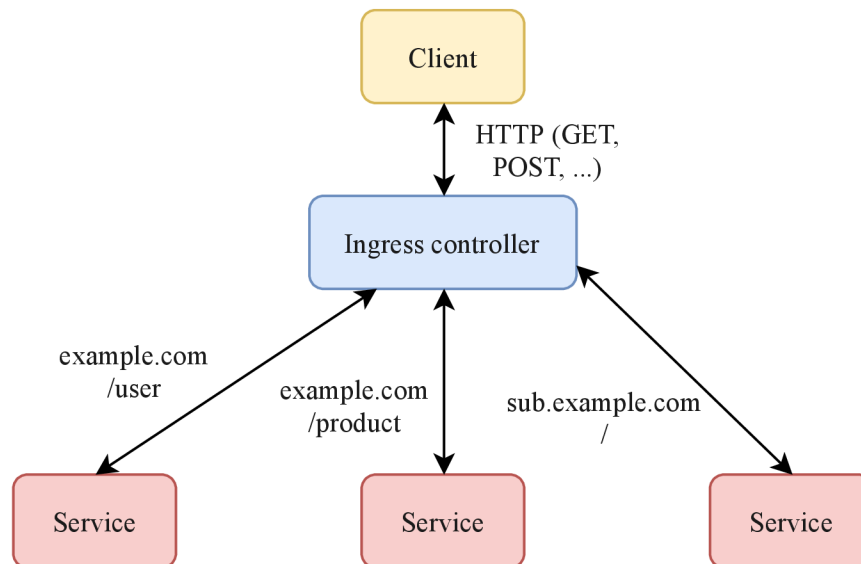 Client
HTTP (GET,
POST, ...)
Ingress controller
example.com
/user
example.com
/product
sub.example.com
/
Service
Service
Service